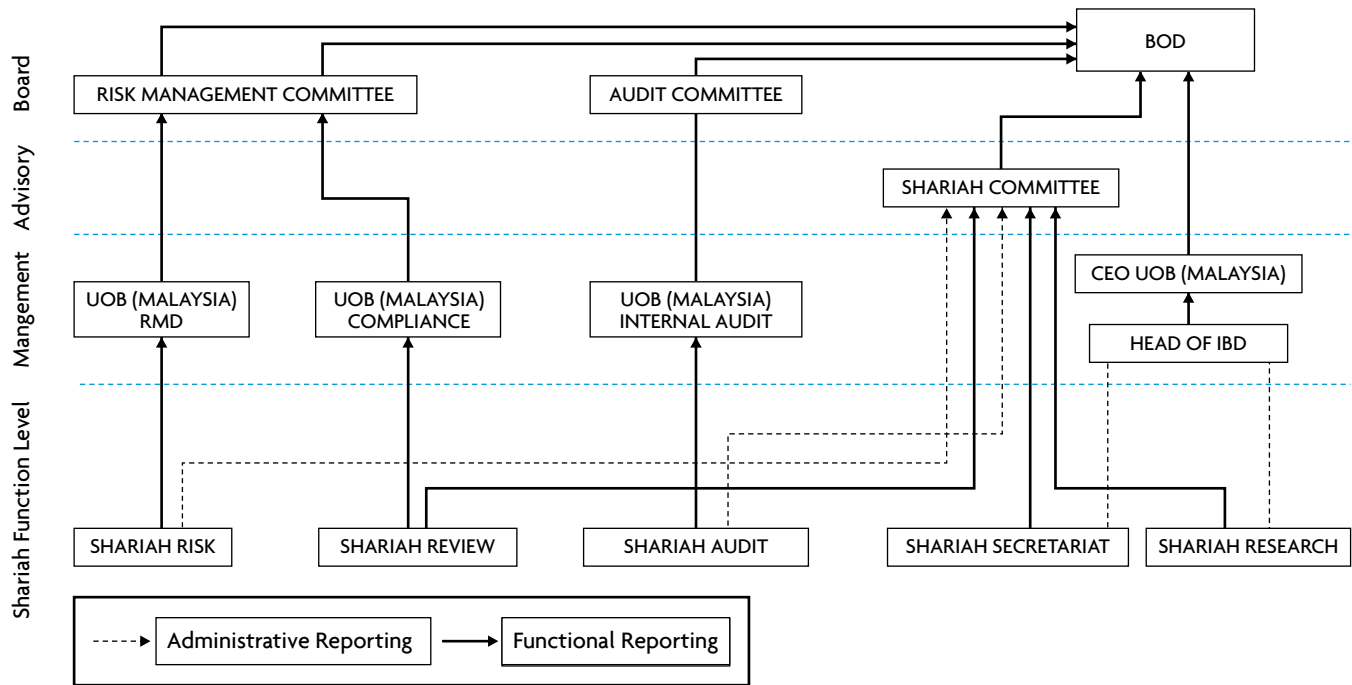 Board
BOD
RISK MANAGEMENT COMMITTEE
AUDIT COMMITTEE
Advisory
SHARIAH COMMITTEE
Mangement
CEO UOB (MALAYSIA)
UOB (MALAYSIA)
RMD
UOB (MALAYSIA)
COMPLIANCE
UOB (MALAYSIA)
INTERNAL AUDIT
HEAD OF IBD
Shariah Function Level
SHARIAH RISK
SHARIAH REVIEW
SHARIAH AUDIT
SHARIAH SECRETARIAT
SHARIAH RESEARCH
Administrative Reporting
Functional Reporting